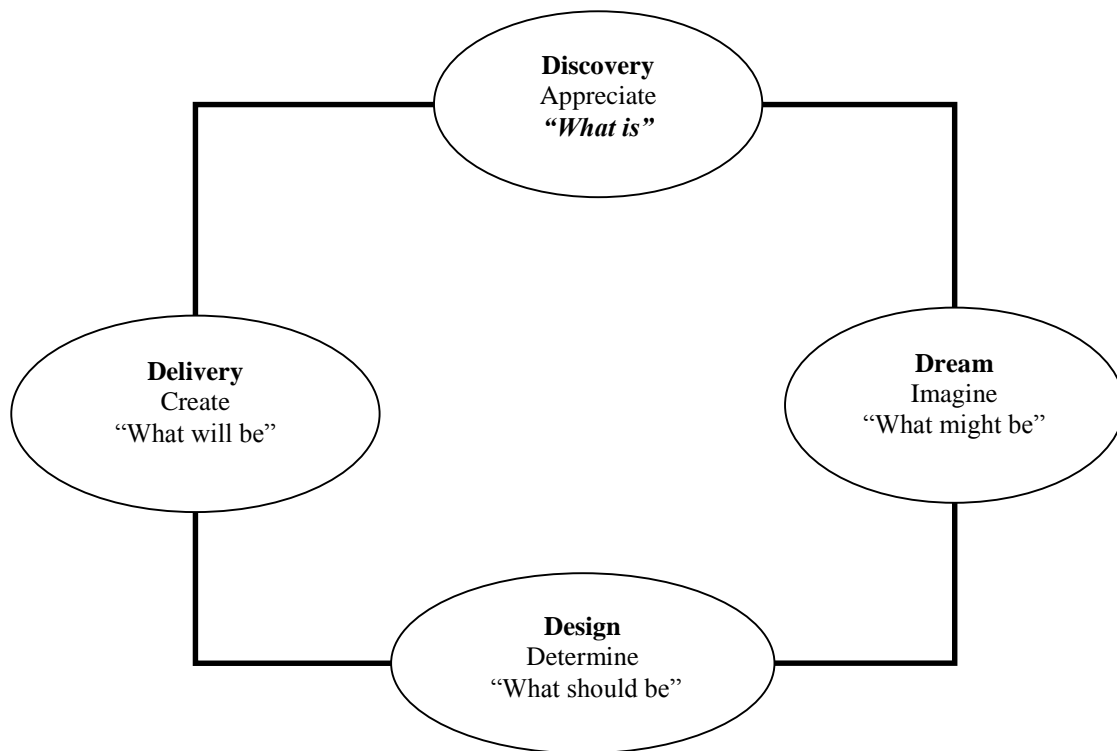 Discovery
Appreciate
“What is”
Delivery
Create
“What will be”
Dream
Imagine
“What might be”
Design
Determine
“What should be”